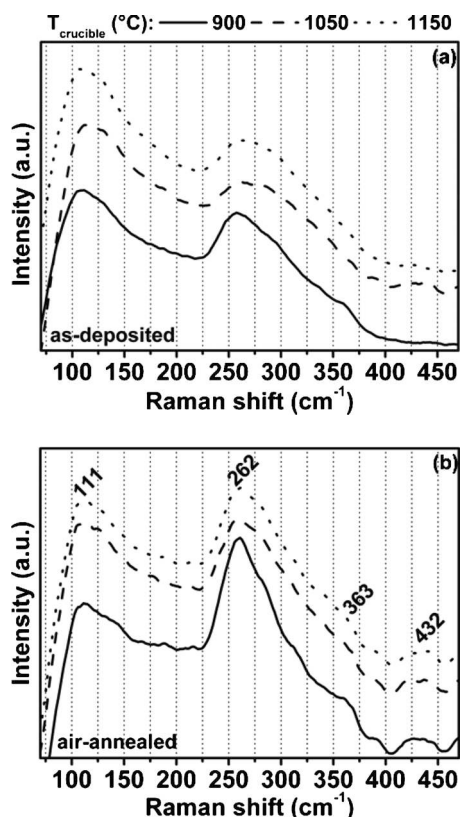 T crucible (°C): 900 1050 1150
(a)
Intensity (a.u.)
as-deposited
100 150 200 250 300 350 400 450
Raman shift (cm-1)
(b)
111
262
363
432
Intensity (a.u.)
air-annealed
100 150 200 250 300 350 400 450
Raman shift (cm-1)